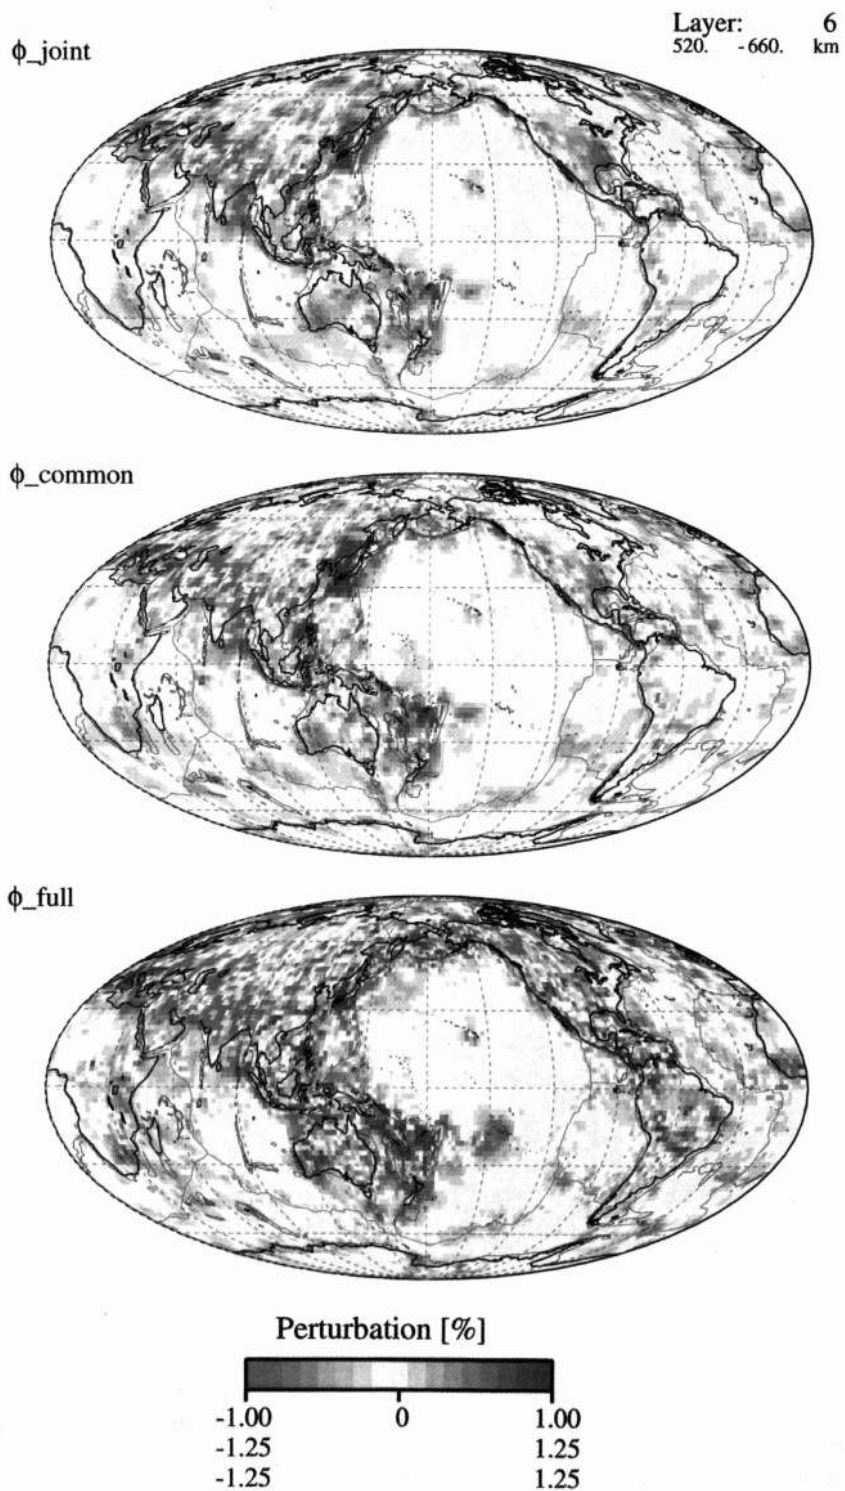 Layer: 6
520. -660. km
ϕ_joint
ϕ_common
ϕ_full
Perturbation [%]
-1.00 0 1.00
-1.25 1.25
-1.25 1.25